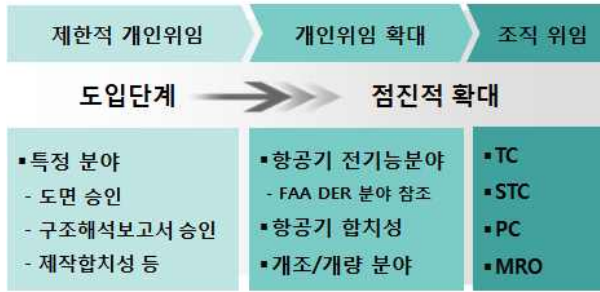 제한적 개인위임
개인위임 확대
조직 위임
도입단계
점진적 확대
▪특정 분야
- 도면 승인
- 구조해석보고서 승인
- 제작합치성 등
▪항공기 전기능분야
- FAA DER 분야 참조
▪항공기 합치성
▪개조/개량 분야
▪TC
▪STC
▪PC
▪MRO